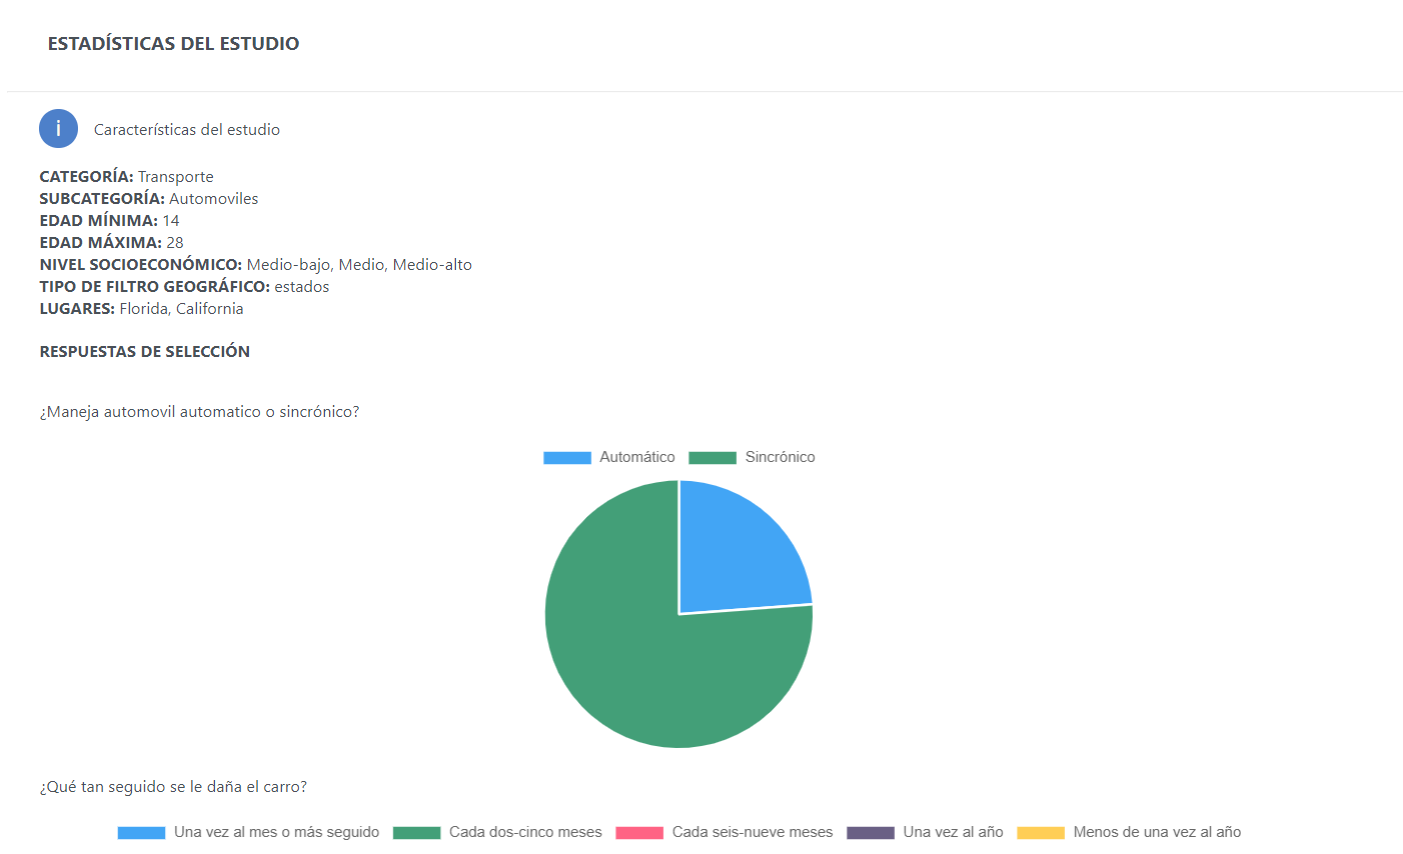 ESTADÍSTICAS DEL ESTUDIO
i Características del estudio
CATEGORÍA: Transporte
SUBCATEGORÍA: Automoviles
EDAD MÍNIMA: 14
EDAD MÁXIMA: 28
NIVEL SOCIOECONÓMICO: Medio-bajo, Medio, Medio-alto
TIPO DE FILTRO GEOGRÁFICO: estados
LUGARES: Florida, California
RESPUESTAS DE SELECCIÓN
¿Maneja automovil automatico o sincrónico?
Automático Sincrónico
¿Qué tan seguido se le daña el carro?
Una vez al mes o más seguido Cada dos-cinco meses Cada seis-nueve meses Una vez al año Menos de una vez al año